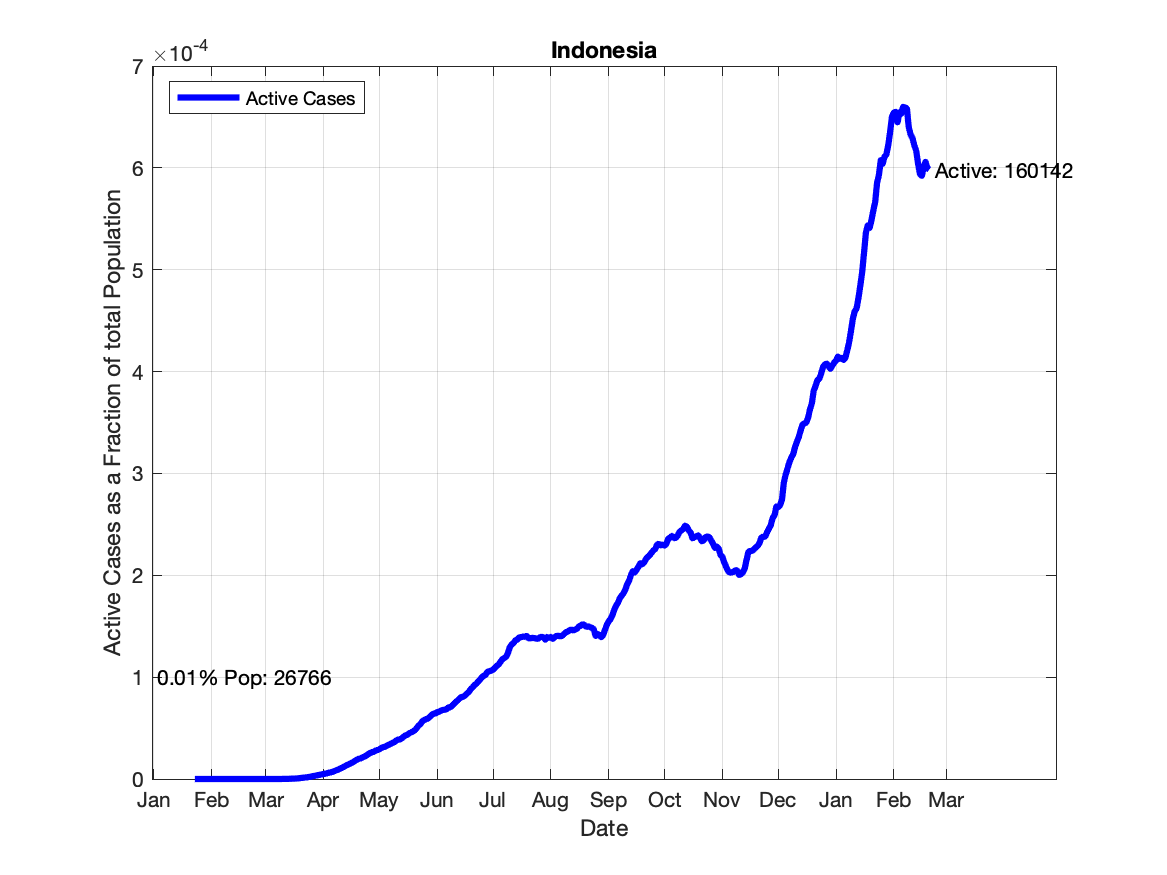 Indonesia
×10⁻⁴
Active Cases
7
6
5
4
3
2
1
0
Active Cases as a Fraction of total Population
Active: 160142
0.01% Pop: 26766
Jan Feb Mar Apr May Jun Jul Aug Sep Oct Nov Dec Jan Feb Mar
Date